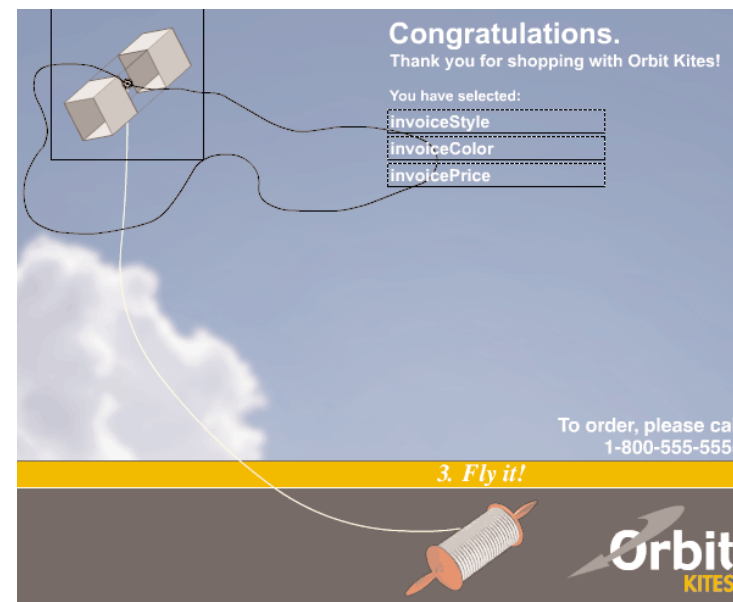 Congratulations.
Thank you for shopping with Orbit Kites!
You have selected:
invoiceStyle
invoiceColor
invoicePrice
To order, please ca
1-800-555-555
3. Fly it!
Orbit
KITES